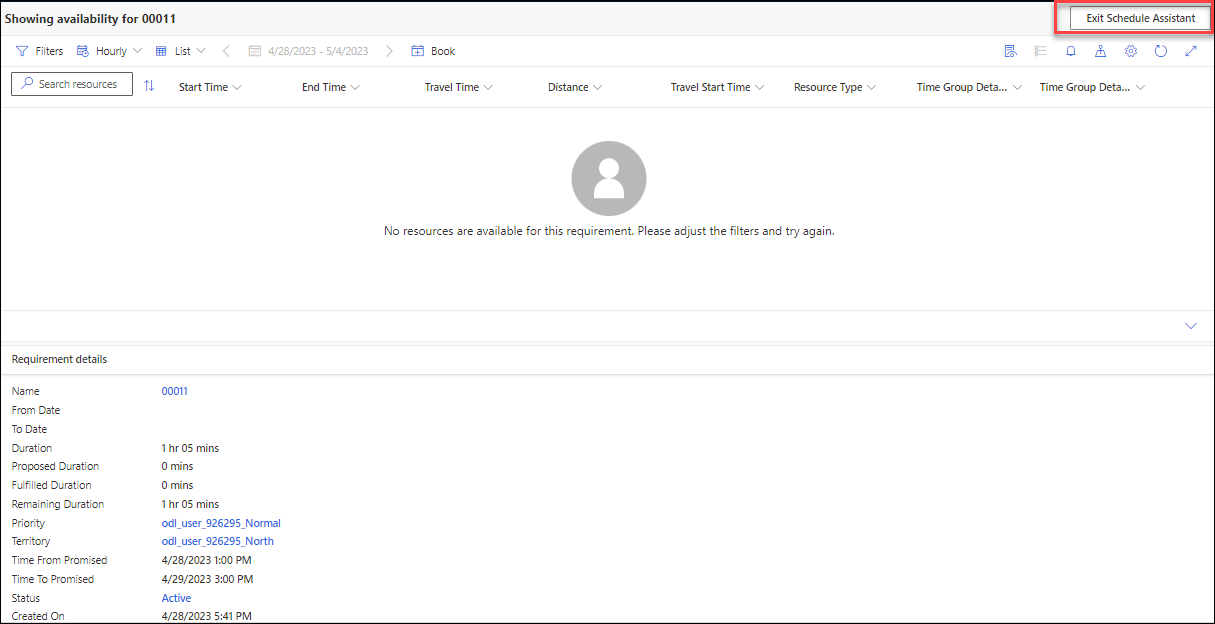 Showing availability for 00011
Exit Schedule Assistant
Filters Hourly List 4/28/2023 - 5/4/2023 Book
Search resources Start Time End Time Travel Time Distance Travel Start Time Resource Type Time Group Deta... Time Group Deta...
No resources are available for this requirement. Please adjust the filters and try again.
Requirement details
Name 00011
From Date
To Date
Duration 1 hr 05 mins
Proposed Duration 0 mins
Fulfilled Duration 0 mins
Remaining Duration 1 hr 05 mins
Priority odl_user_926295_Normal
Territory odl_user_926295_North
Time From Promised 4/28/2023 1:00 PM
Time To Promised 4/29/2023 3:00 PM
Status Active
Created On 4/28/2023 5:41 PM